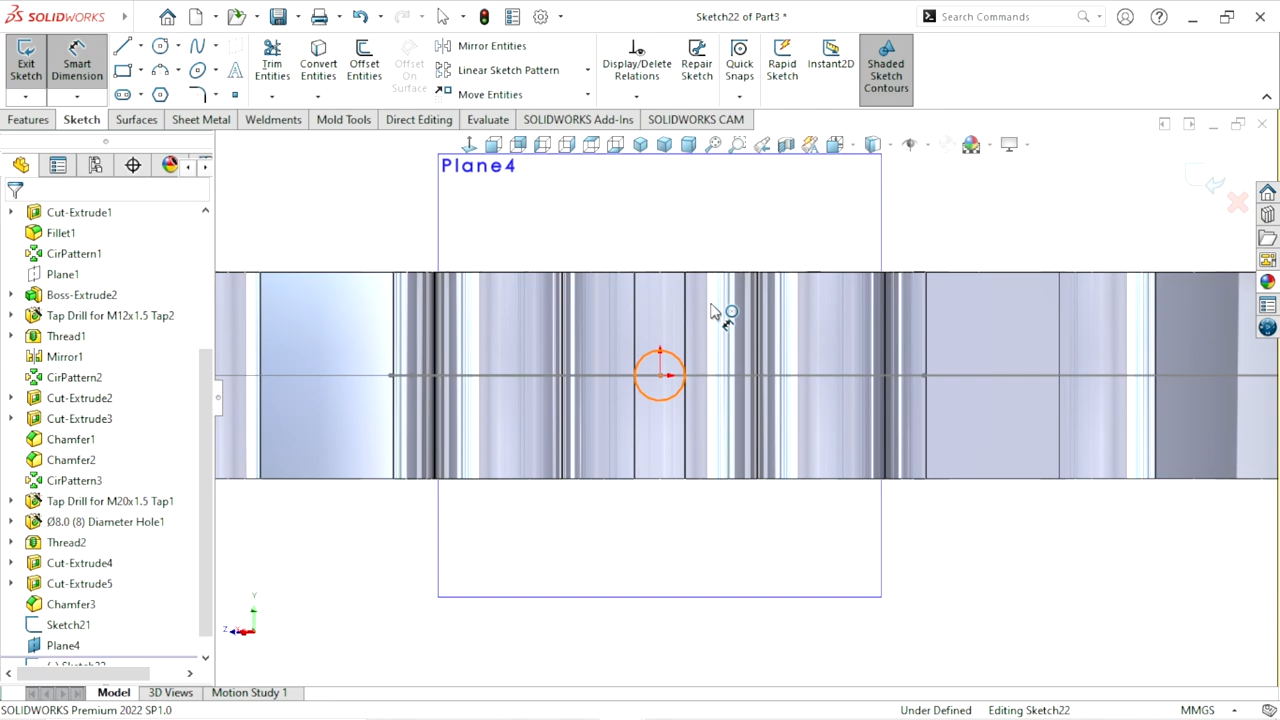 SOLIDWORKS
Sketch22 of Part3 *
Search Commands
Exit Sketch
Smart Dimension
Trim Entities
Convert Entities
Offset Entities
Offset On Surface
Mirror Entities
Linear Sketch Pattern
Move Entities
Display/Delete Relations
Repair Sketch
Quick Snaps
Rapid Sketch
Instant2D
Shaded Sketch Contours
Features
Sketch
Surfaces
Sheet Metal
Weldments
Mold Tools
Direct Editing
Evaluate
SOLIDWORKS Add-Ins
SOLIDWORKS CAM
Plane4
Cut-Extrude1
Fillet1
CirPattern1
Plane1
Boss-Extrude2
Tap Drill for M12x1.5 Tap2
Thread1
Mirror1
CirPattern2
Cut-Extrude2
Cut-Extrude3
Chamfer1
Chamfer2
CirPattern3
Tap Drill for M20x1.5 Tap1
Ø8.0 (8) Diameter Hole1
Thread2
Cut-Extrude4
Cut-Extrude5
Chamfer3
Sketch21
Plane4
(-) Sketch22
Y
Z
Model
3D Views
Motion Study 1
SOLIDWORKS Premium 2022 SP1.0
Under Defined
Editing Sketch22
MMGS